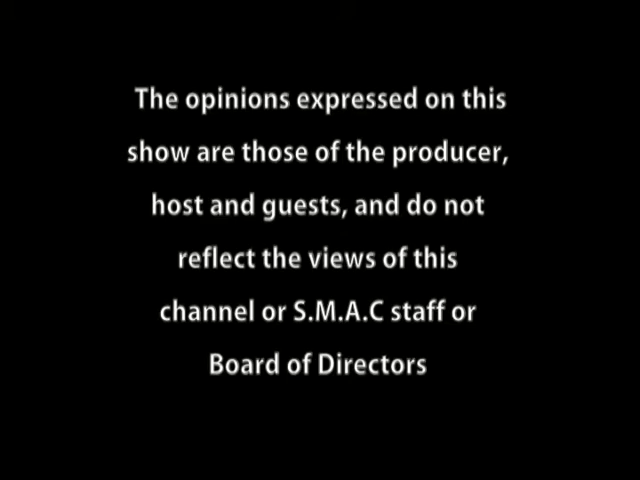 The opinions expressed on this
show are those of the producer,
host and guests, and do not
reflect the views of this
channel or S.M.A.C staff or
Board of Directors